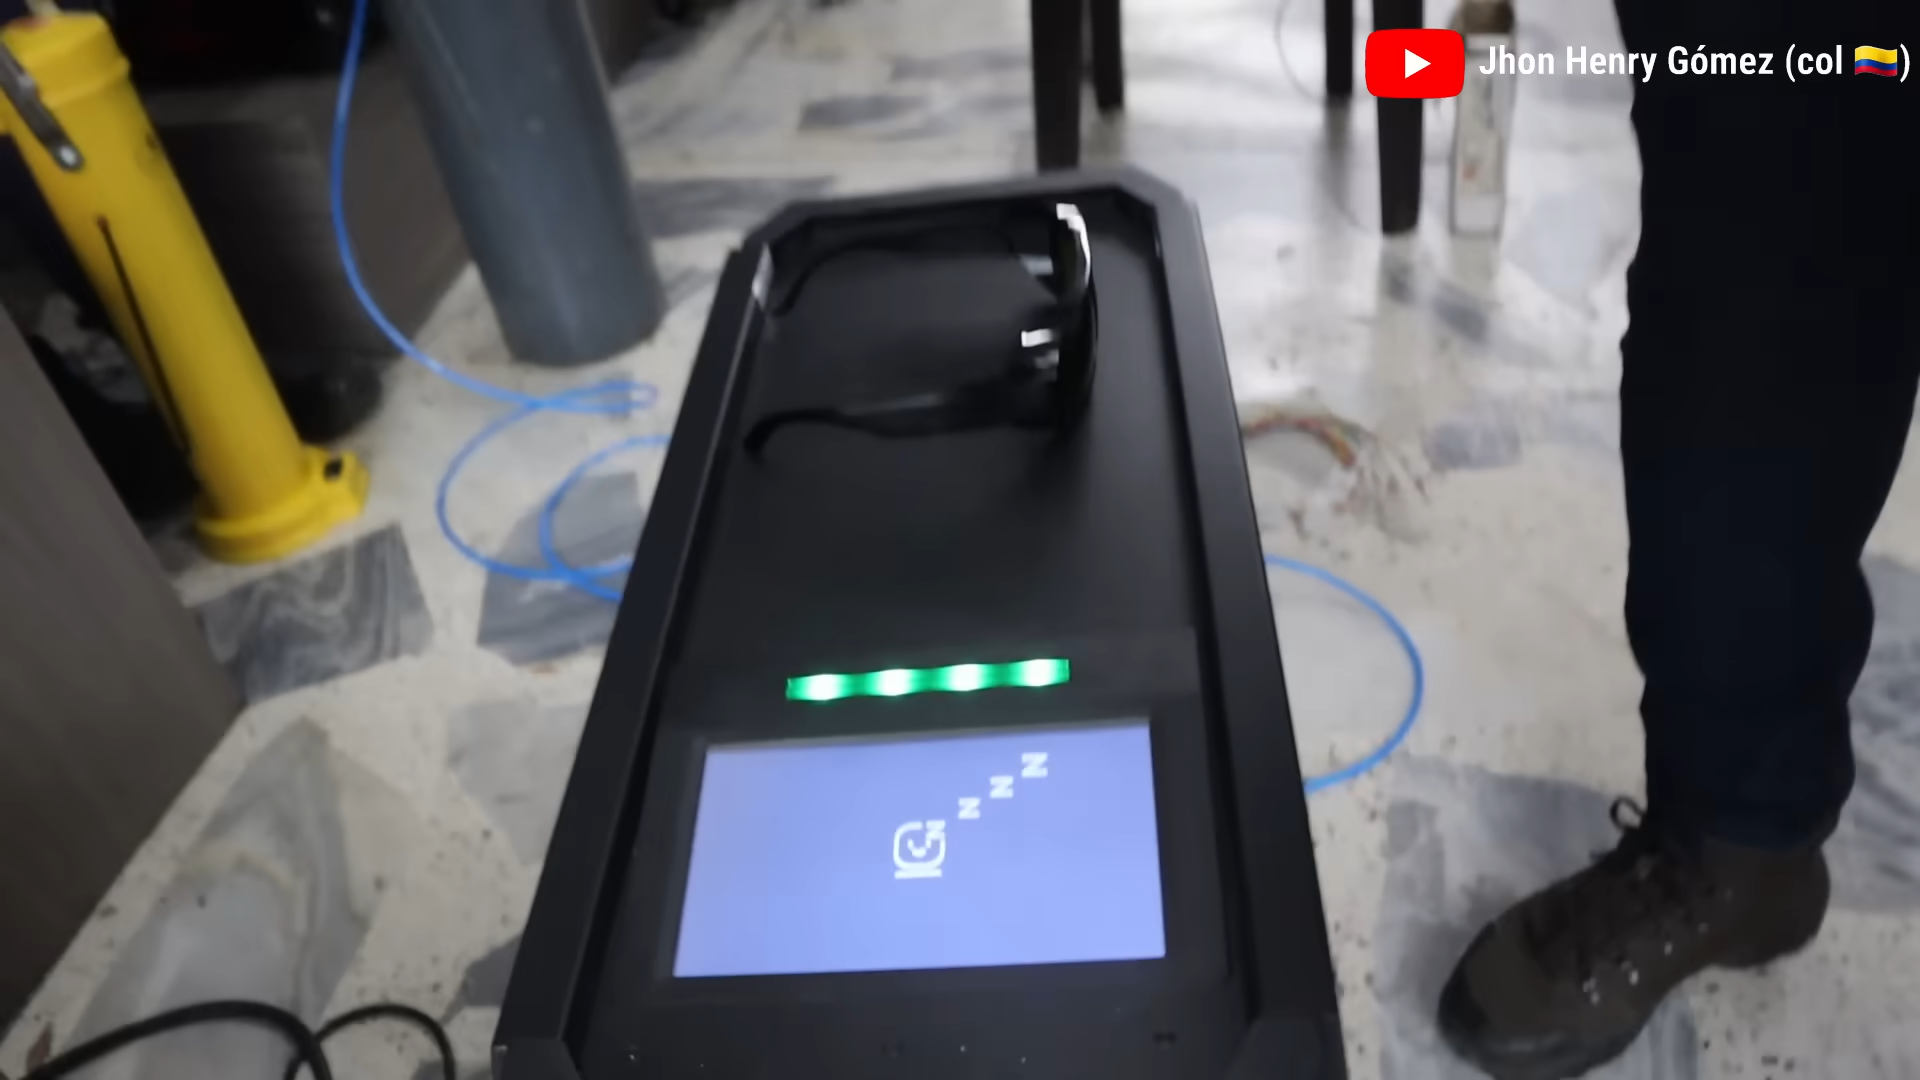 Jhon Henry Gómez (col 🇨🇴)
z z z